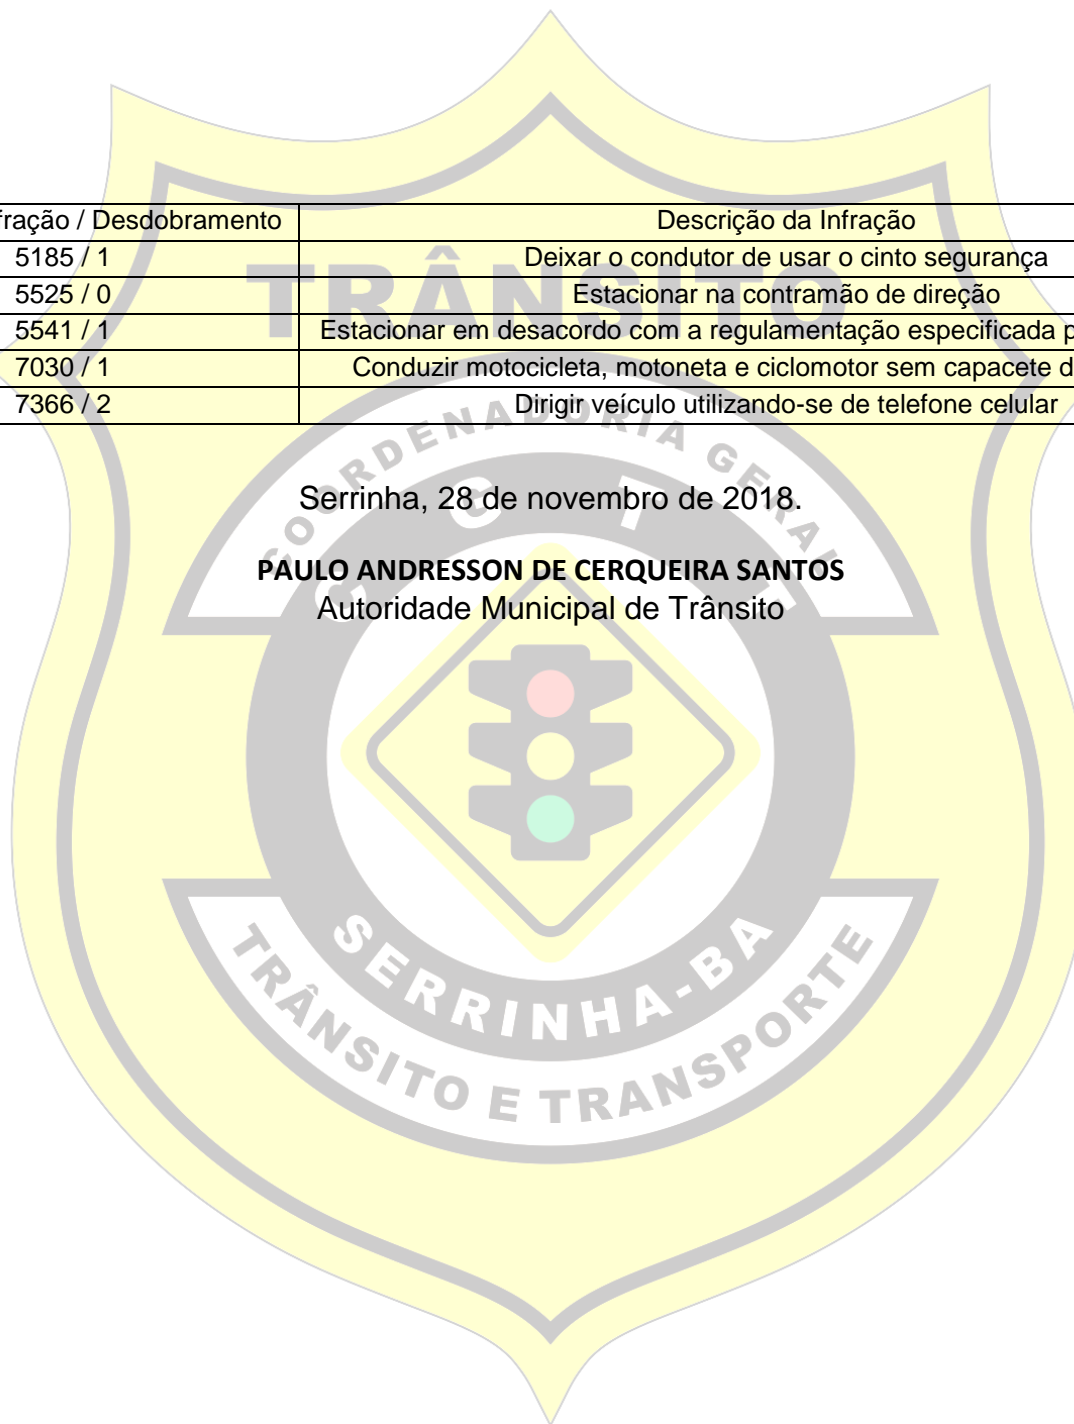 fração / Desdobramento Descrição da Infração
5185 / 1 Deixar o condutor de usar o cinto segurança
5525 / 0 Estacionar na contramão de direção
5541 / 1 Estacionar em desacordo com a regulamentação especificada p
7030 / 1 Conduzir motocicleta, motoneta e ciclomotor sem capacete d
7366 / 2 Dirigir veículo utilizando-se de telefone celular
TRÂNSITO
COORDENADORIA GERAL
Serrinha, 28 de novembro de 2018.
PAULO ANDRESSON DE CERQUEIRA SANTOS
Autoridade Municipal de Trânsito
SERRINHA-BA
TRÂNSITO E TRANSPORTE